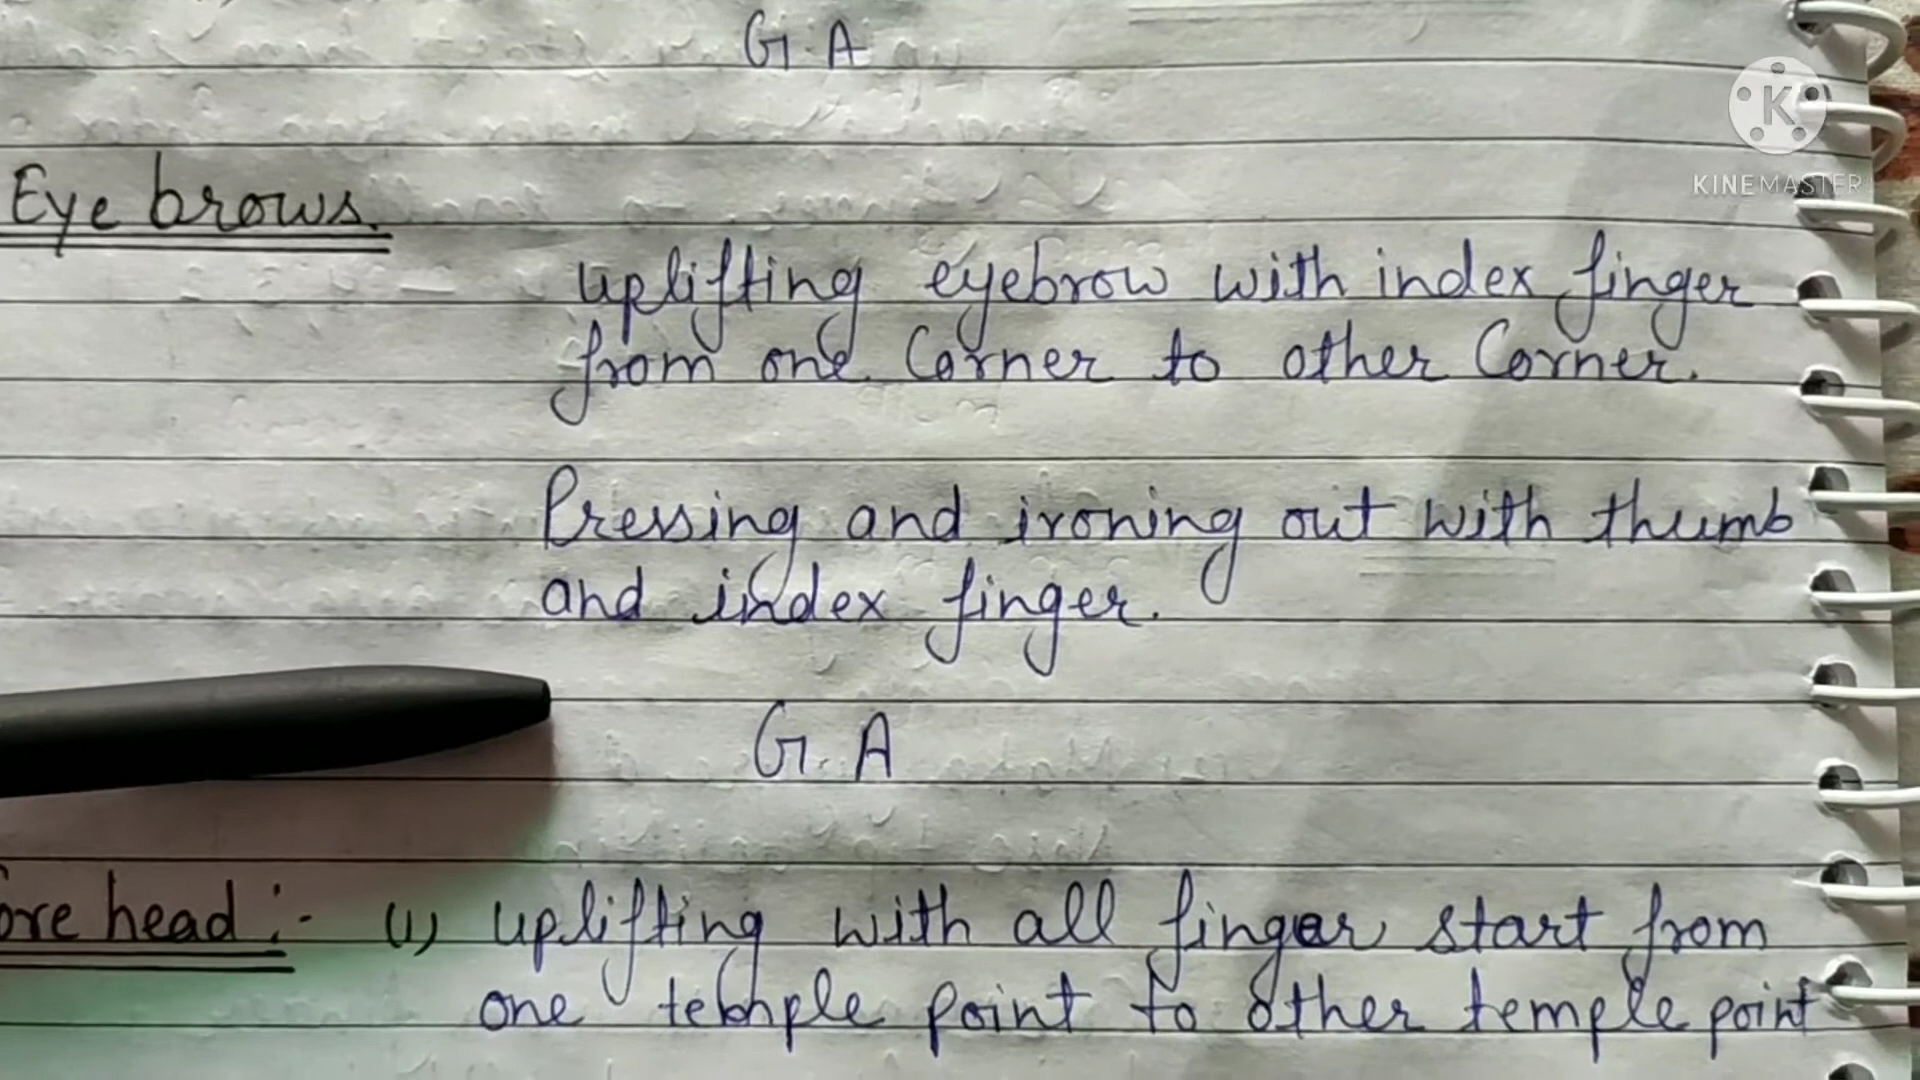 G.A
K
KINEMASTER
Eye brows.
uplifting eyebrow with index finger
from one Corner to other Corner.
Pressing and ironing out with thumb
and index finger.
G.A
ore head :- (1) uplifting with all finger start from
one temple point to other temple point